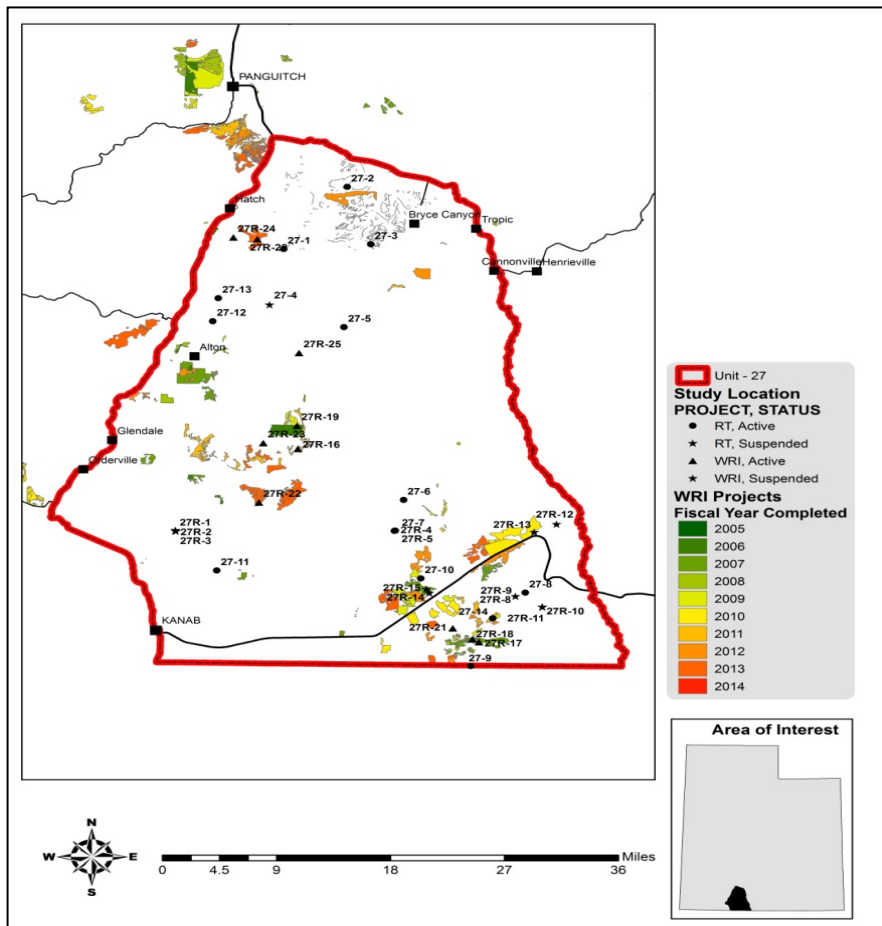 PANGUITCH
27-2
Hatch
Bryce Canyon
Tropic
27R-24
27R-20
27-1
27-3
Cannonville
Henrieville
27-13
27-4
27-12
27-5
27R-25
Alton
27R-19
Glendale
27R-23
27R-16
Orderville
27R-22
27-6
27R-1
27R-2
27R-3
27-7
27R-4
27R-5
27R-13
27R-12
27-11
27-10
27R-15
27R-14
27R-9
27R-8
27-8
27R-10
27-14
27R-11
KANAB
27R-21
27R-18
27R-17
27-9
Unit - 27
Study Location
PROJECT, STATUS
RT, Active
RT, Suspended
WRI, Active
WRI, Suspended
WRI Projects
Fiscal Year Completed
2005
2006
2007
2008
2009
2010
2011
2012
2013
2014
Area of Interest
N
W
E
S
Miles
0
4.5
9
18
27
36